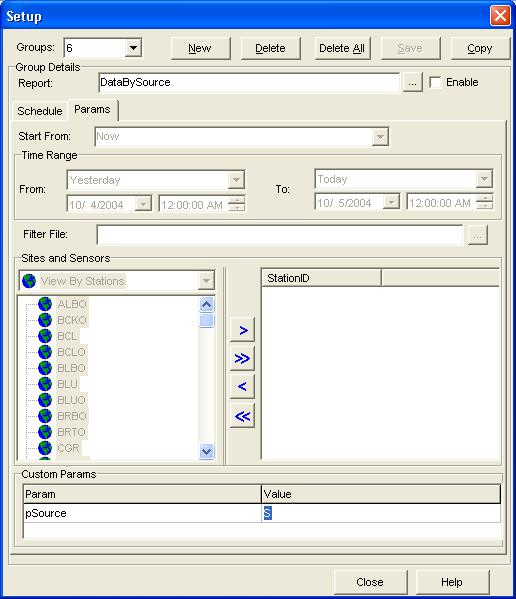 Setup
Groups: 6 New Delete Delete All Save Copy
Group Details
Report: DataBySource ... Enable
Schedule Params
Start From: Now
Time Range
From: Yesterday To: Today
10/ 4/2004 12:00:00 AM 10/ 5/2004 12:00:00 AM
Filter File: ...
Sites and Sensors
View By Stations StationID
ALBO
BCKO
BCL
BCLO
BLBO
BLU
BLUO
BRBO
BRTO
CGR
>
>>
<
<<
Custom Params
Param Value
pSource S
Close Help